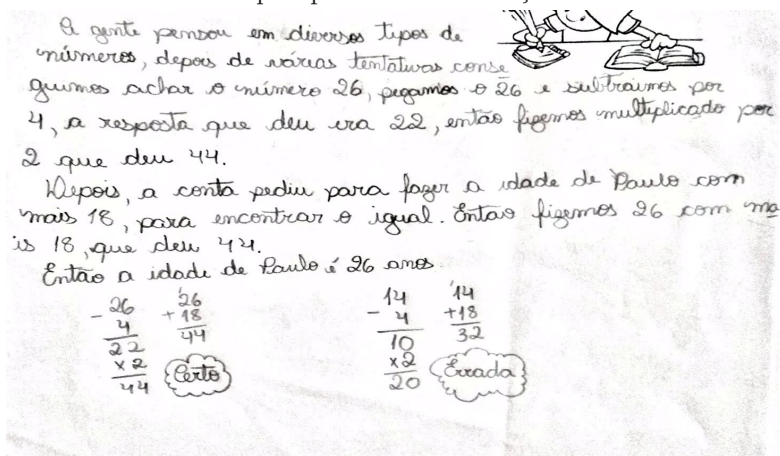 A gente pensou em diversos tipos de
números, depois de várias tentativas conse
guimos achar o número 26, pegamos o 26 e subtraimos por
4, a resposta que deu era 22, então fizemos multiplicado por
2 que deu 44.
Depois, a conta pediu para fazer a idade de Paulo com
mais 18, para encontrar o igual. Então fizemos 26 com ma
is 18, que deu 44.
Então a idade de Paulo é 26 anos.
26 26 14 14
- 4 + 18 - 4 + 18
22 44 10 32
x2 Certo x2 Errada
44 20